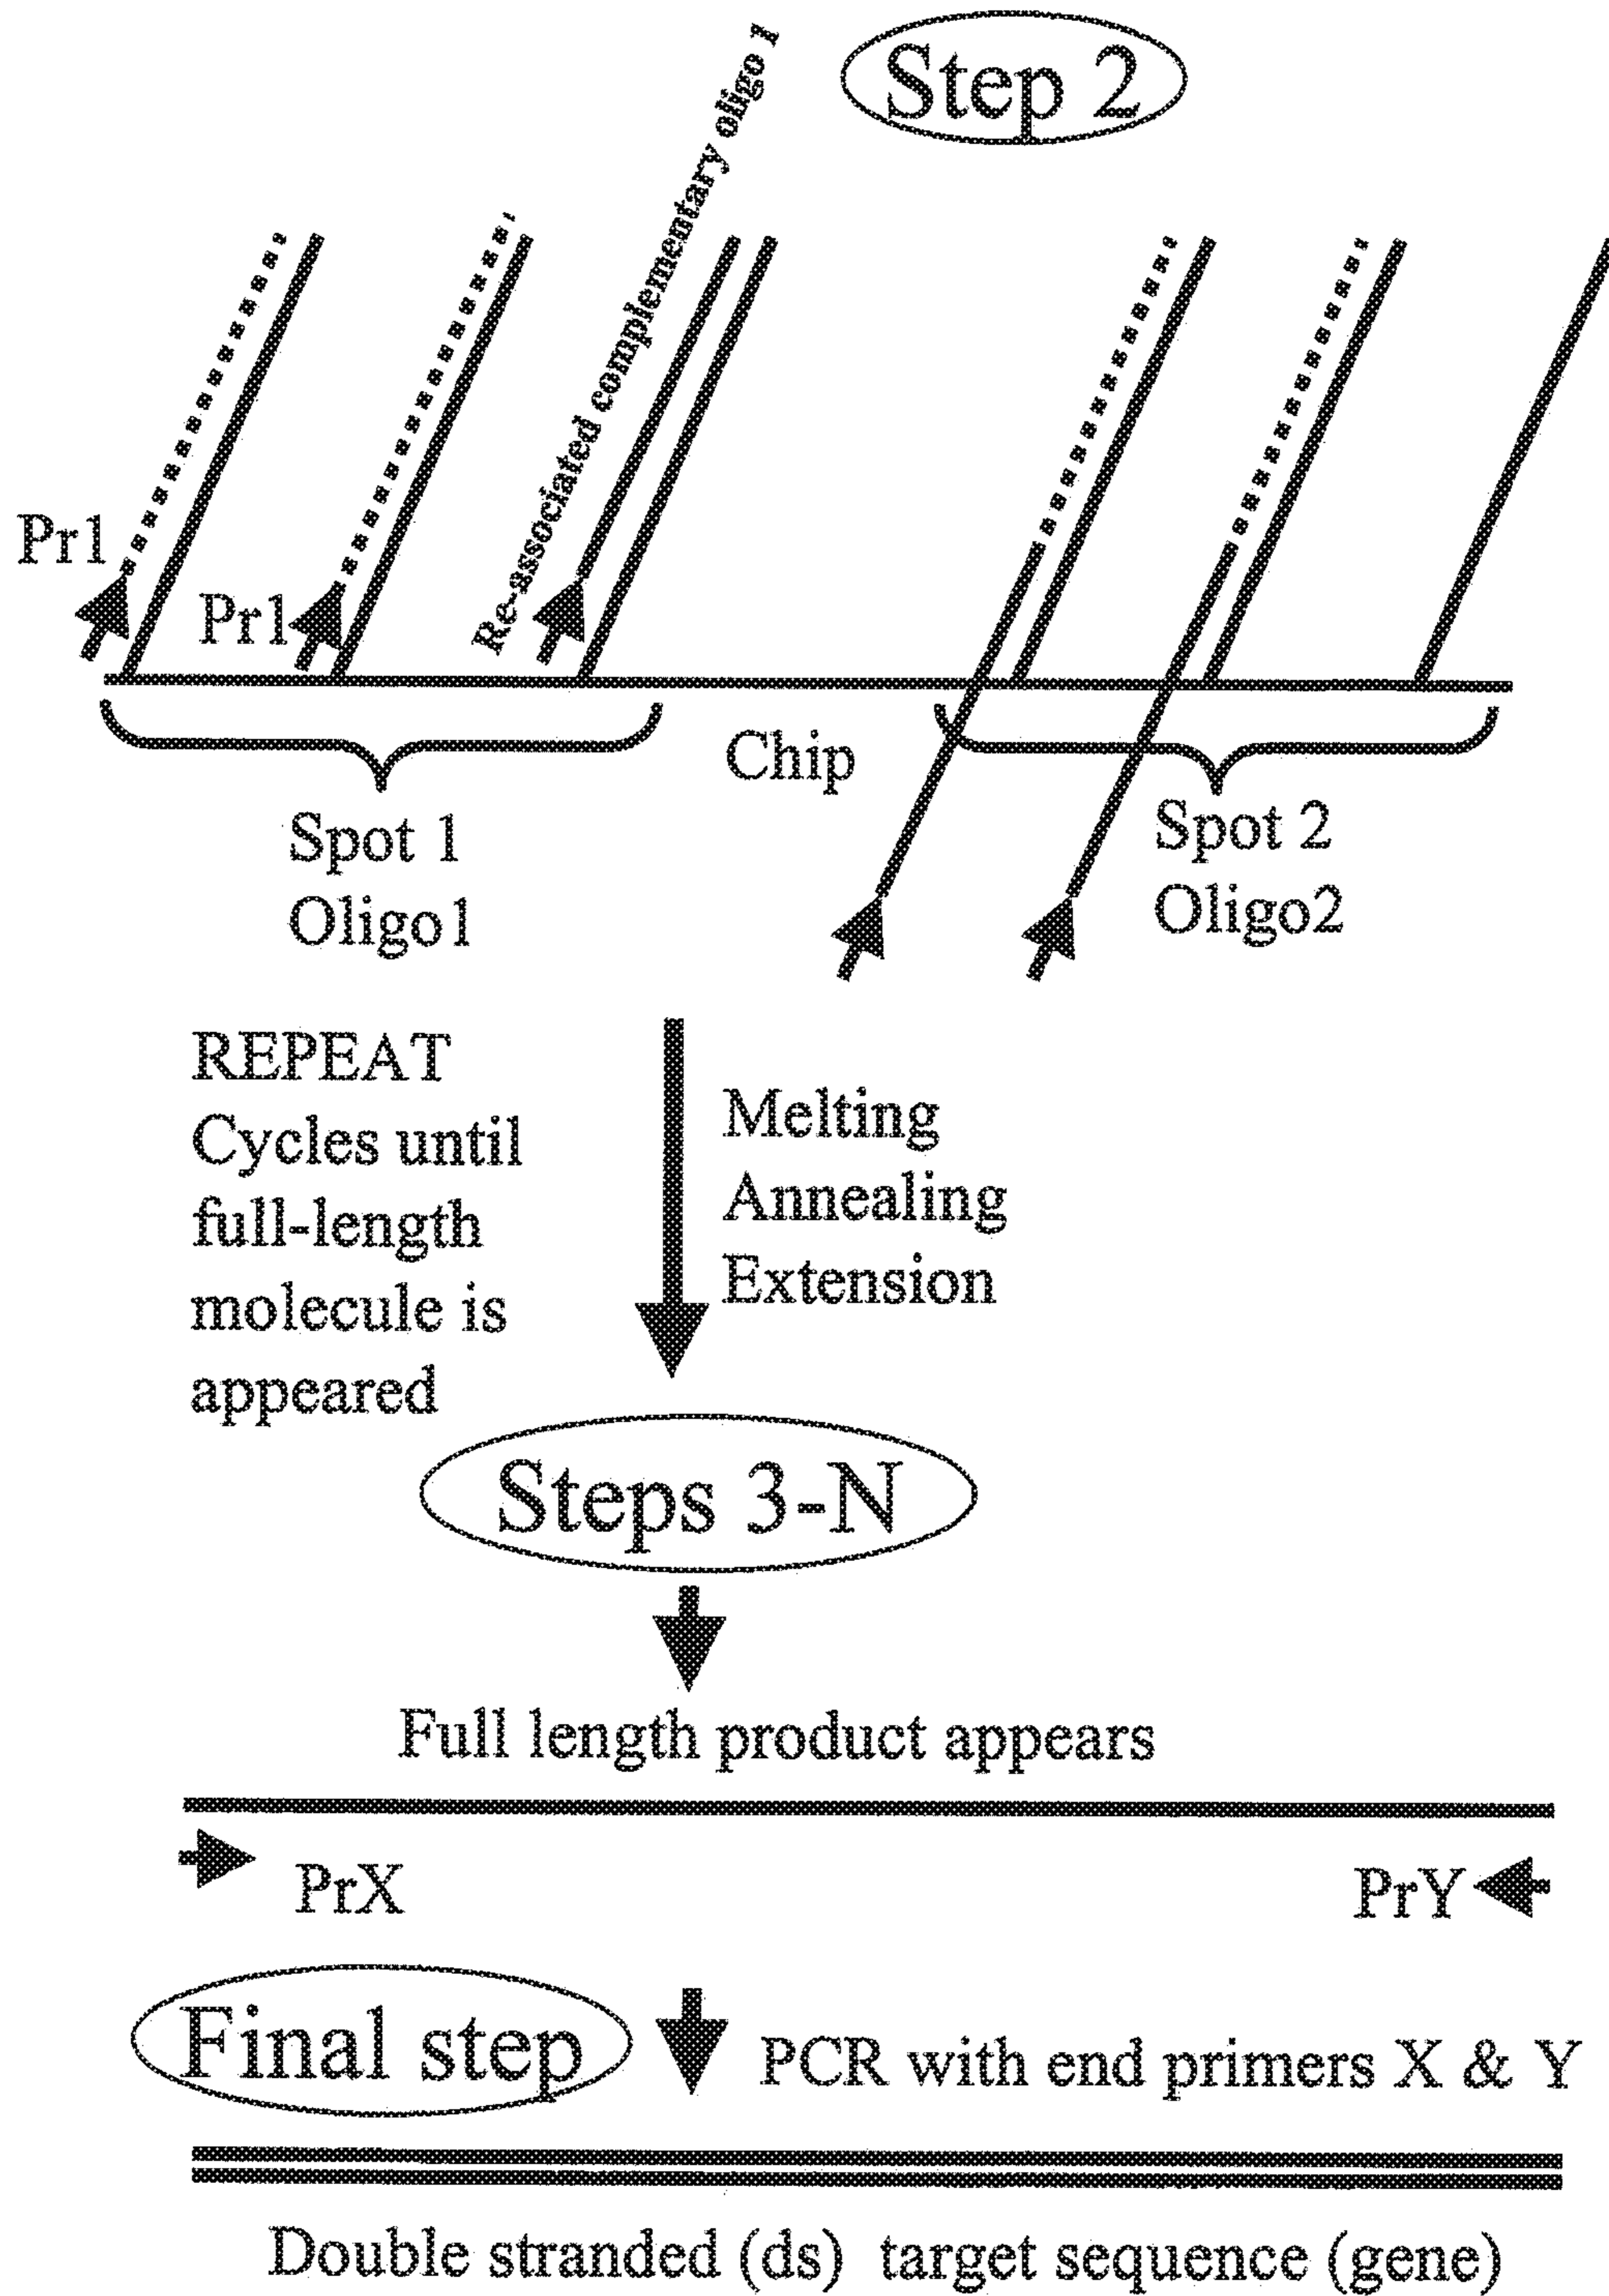 Step 2
Re-associated complementary oligo 1
Pr1
Pr1
Chip
Spot 1
Oligo1
Spot 2
Oligo2
REPEAT
Cycles until
full-length
molecule is
appeared
Melting
Annealing
Extension
Steps 3-N
Full length product appears
PrX
PrY
Final step
PCR with end primers X & Y
Double stranded (ds) target sequence (gene)